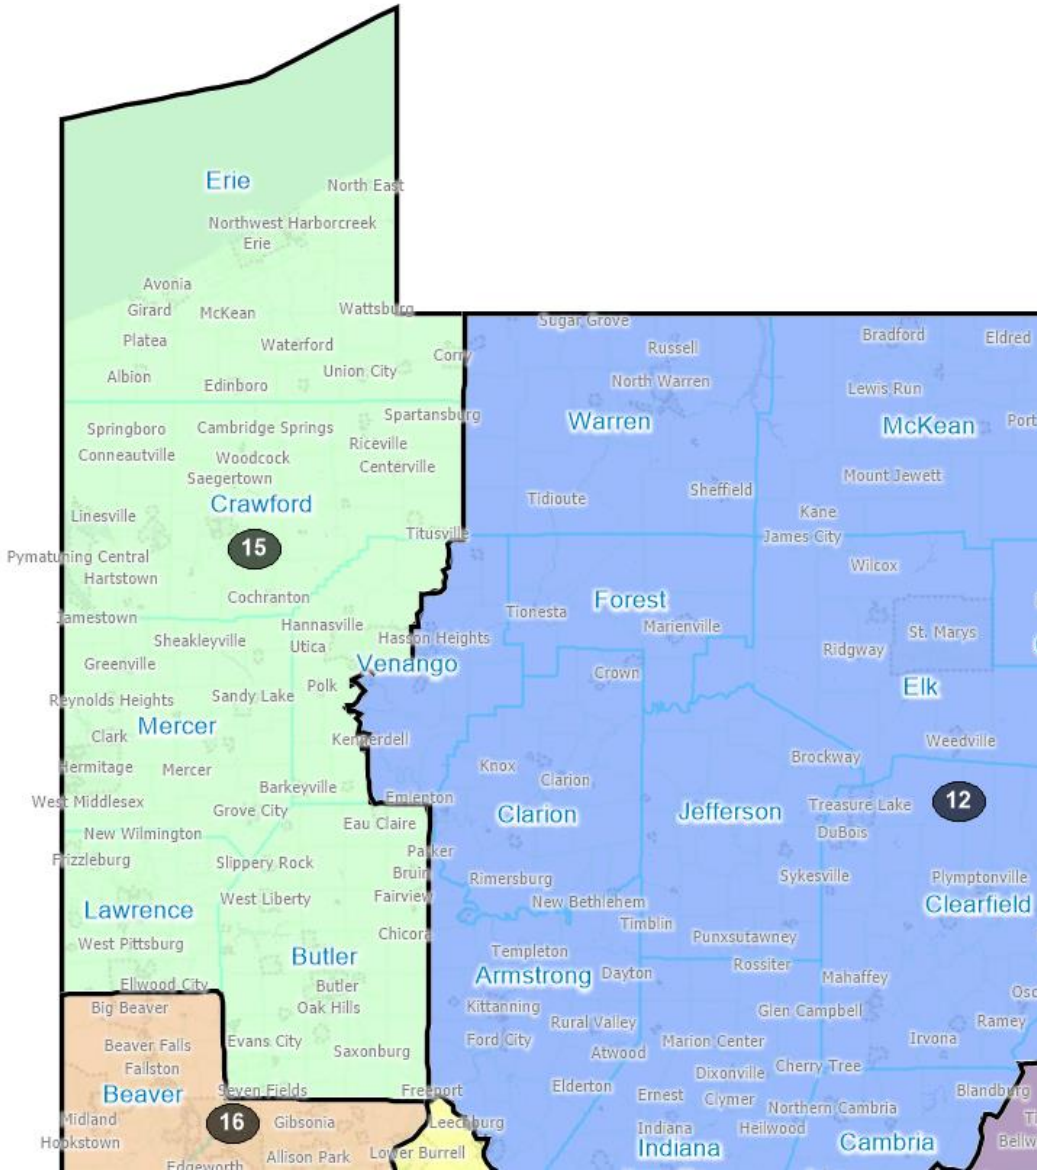 Erie
North East
Northwest Harborcreek
Erie
Avonia
Girard
McKean
Wattsburg
Sugar Grove
Bradford
Eldred
Platea
Waterford
Corry
Russell
Albion
Edinboro
Union City
North Warren
Lewis Run
Springboro
Cambridge Springs
Spartansburg
Warren
McKean
Port
Conneautville
Woodcock
Riceville
Saegertown
Centerville
Tidioute
Sheffield
Mount Jewett
Crawford
Linesville
Kane
Titusville
James City
15
Pymatuning Central
Hartstown
Wilcox
Cochranton
Forest
Jamestown
Hannasville
Tionesta
Marienville
St. Marys
Sheakleyville
Utica
Hasson Heights
Ridgway
Greenville
Venango
Crown
Elk
Reynolds Heights
Sandy Lake
Polk
Mercer
Clark
Kennerdell
Weedville
Hermitage
Mercer
Knox
Clarion
Brockway
West Middlesex
Barkeyville
Emlenton
Grove City
Clarion
Jefferson
Treasure Lake
12
New Wilmington
Eau Claire
DuBois
Frizzleburg
Slippery Rock
Parker
Bruin
Rimersburg
Sykesville
Plymptonville
West Liberty
Fairview
New Bethlehem
Clearfield
Lawrence
Timblin
West Pittsburg
Chicora
Templeton
Punxsutawney
Butler
Armstrong
Dayton
Rossiter
Mahaffey
Ellwood City
Butler
Osc
Big Beaver
Oak Hills
Kittanning
Glen Campbell
Ramey
Beaver Falls
Evans City
Saxonburg
Ford City
Rural Valley
Marion Center
Irvona
Fallston
Atwood
Cherry Tree
Beaver
Seven Fields
Freeport
Elderton
Dixonville
Ernest
Clymer
Northern Cambria
Blandburg
Midland
16
Gibsonia
Leechburg
Indiana
Heilwood
Hookstown
Edgeworth
Allison Park
Lower Burrell
Indiana
Cambria
Bellw